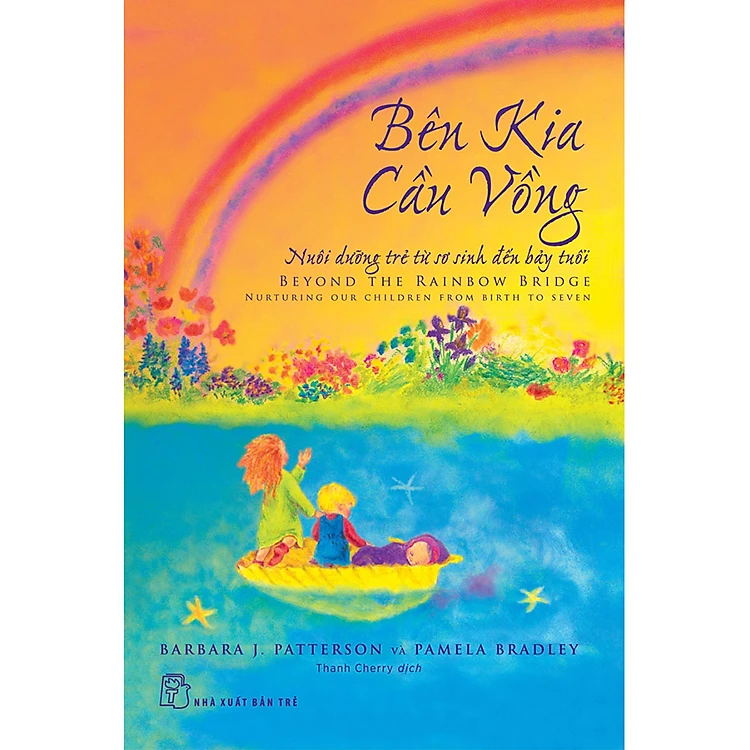 Bên Kia
Cầu Vồng
Nuôi dưỡng trẻ từ sơ sinh đến bảy tuổi
BEYOND THE RAINBOW BRIDGE
NURTURING OUR CHILDREN FROM BIRTH TO SEVEN
BARBARA J. PATTERSON VÀ PAMELA BRADLEY
Thanh Cherry dịch
NHÀ XUẤT BẢN TRẺ